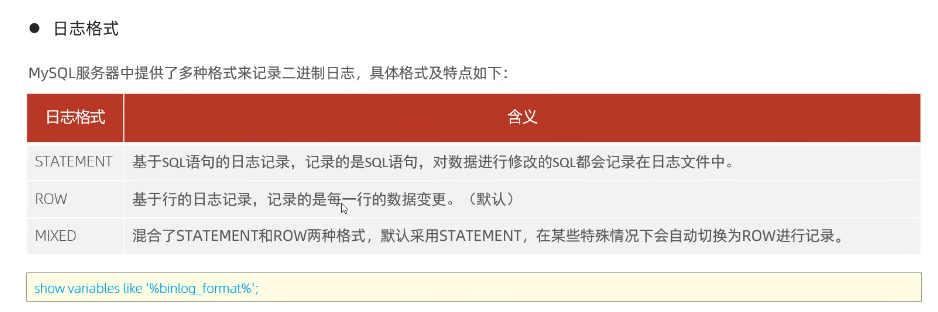 ● 日志格式
MySQL服务器中提供了多种格式来记录二进制日志，具体格式及特点如下：
日志格式 含义
STATEMENT 基于SQL语句的日志记录，记录的是SQL语句，对数据进行修改的SQL都会记录在日志文件中。
ROW 基于行的日志记录，记录的是每一行的数据变更。（默认）
MIXED 混合了STATEMENT和ROW两种格式，默认采用STATEMENT，在某些特殊情况下会自动切换为ROW进行记录。
show variables like '%binlog_format%';